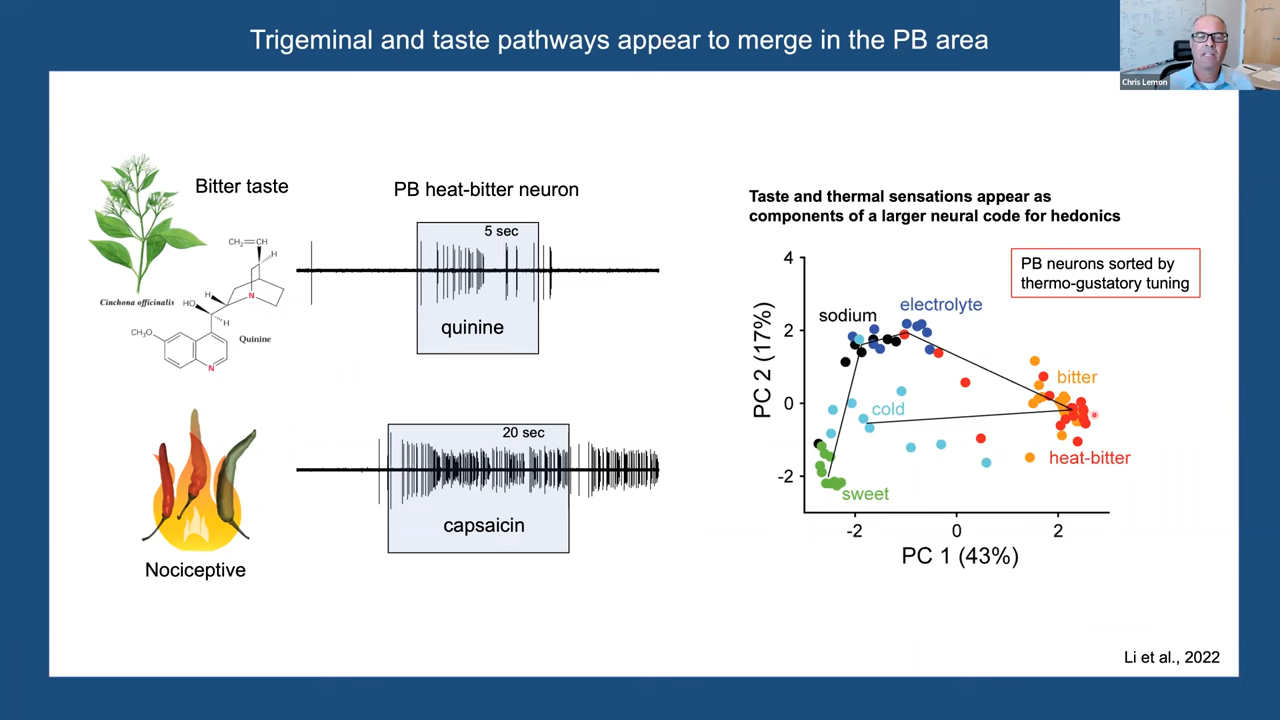 Trigeminal and taste pathways appear to merge in the PB area
Chris Lemon
Bitter taste
Cinchona officinalis
CH₂=CH
H
H
N
HO
H
CH₃O
N
Quinine
PB heat-bitter neuron
5 sec
quinine
Nociceptive
20 sec
capsaicin
Taste and thermal sensations appear as
components of a larger neural code for hedonics
PB neurons sorted by
thermo-gustatory tuning
4
2
0
-2
PC 2 (17%)
sodium
electrolyte
bitter
cold
heat-bitter
sweet
-2
0
2
PC 1 (43%)
Li et al., 2022